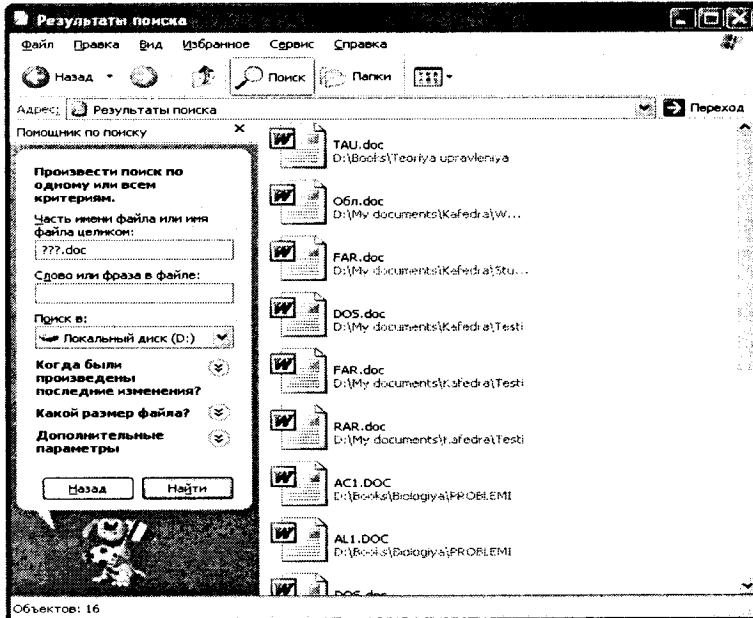 Результаты поиска
Файл Правка Вид Избранное Сервис Справка
Назад Поиск Папки
Адрес: Результаты поиска Переход
Помощник по поиску
Произвести поиск по
одному или всем
критериям.
Часть имени файла или имя
файла целиком:
???.doc
Слово или фраза в файле:
Поиск в:
Локальный диск (D:)
Когда были
произведены
последние изменения?
Какой размер файла?
Дополнительные
параметры
Назад Найти
TAU.doc
D:\Books\Teoriya upravleniya
Обл.doc
D:\My documents\Kafedra\W...
FAR.doc
D:\My documents\Kafedra\Stu...
DOS.doc
D:\My documents\Kafedra\Testi
FAR.doc
D:\My documents\Kafedra\Testi
RAR.doc
D:\My documents\Kafedra\Testi
AC1.DOC
D:\Books\Biologiya\PROBLEMI
AL1.DOC
D:\Books\Biologiya\PROBLEMI
DOS.doc
Объектов: 16